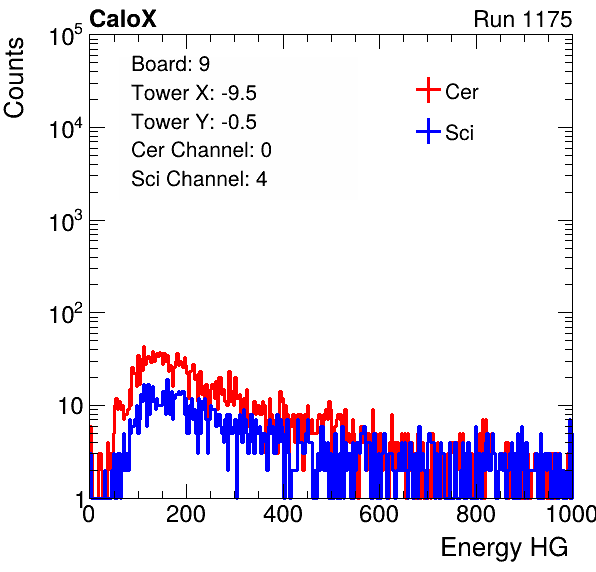 CaloX Run 1175
Counts
10^5
10^4
10^3
10^2
10
1
Board: 9
Tower X: -9.5
Tower Y: -0.5
Cer Channel: 0
Sci Channel: 4
Cer
Sci
0 200 400 600 800 1000
Energy HG